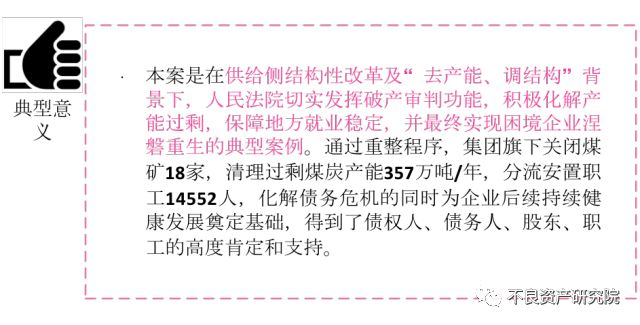 典型意
义
· 本案是在供给侧结构性改革及“去产能、调结构”背
景下，人民法院切实发挥破产审判功能，积极化解产
能过剩，保障地方就业稳定，并最终实现困境企业涅
磐重生的典型案例。通过重整程序，集团旗下关闭煤
矿18家，清理过剩煤炭产能357万吨/年，分流安置职
工14552人，化解债务危机的同时为企业后续持续健
康发展奠定基础，得到了债权人、债务人、股东、职
工的高度肯定和支持。
不良资产研究院